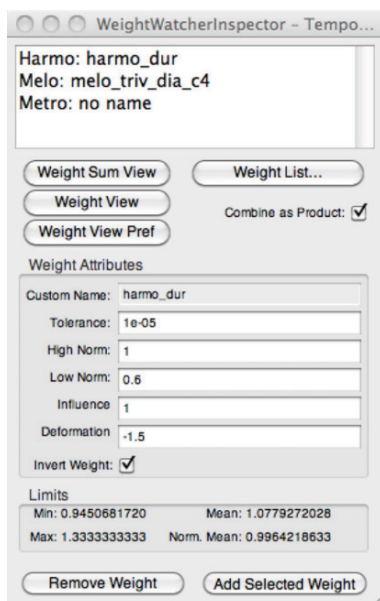 WeightWatcherInspector – Tempo...
Harmo: harmo_dur
Melo: melo_triv_dia_c4
Metro: no name
Weight Sum View
Weight List...
Weight View
Combine as Product:
Weight View Pref
Weight Attributes
Custom Name: harmo_dur
Tolerance: 1e-05
High Norm: 1
Low Norm: 0.6
Influence 1
Deformation -1.5
Invert Weight:
Limits
Min: 0.9450681720 Mean: 1.0779272028
Max: 1.3333333333 Norm. Mean: 0.9964218633
Remove Weight Add Selected Weight